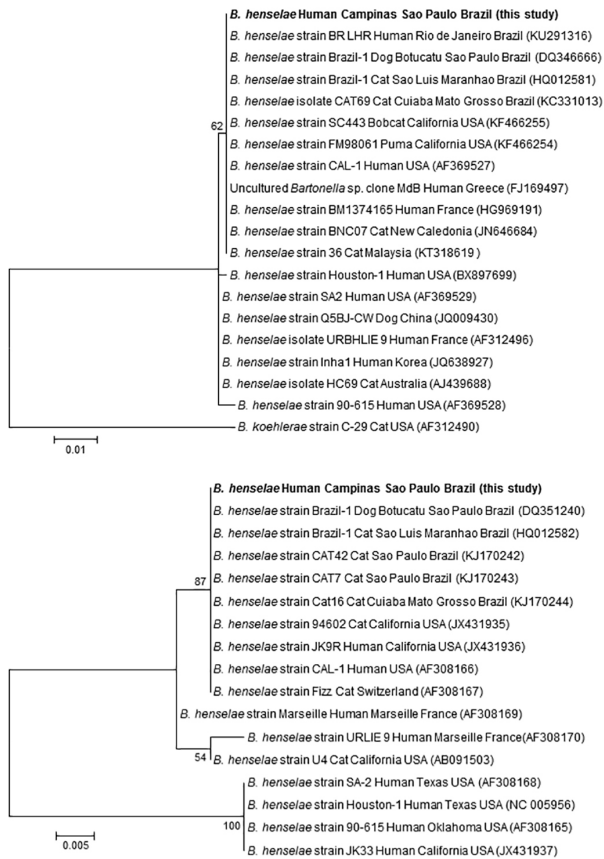 B. henselae Human Campinas Sao Paulo Brazil (this study)
B. henselae strain BR LHR Human Rio de Janeiro Brazil (KU291316)
B. henselae strain Brazil-1 Dog Botucatu Sao Paulo Brazil (DQ346666)
B. henselae strain Brazil-1 Cat Sao Luis Maranhao Brazil (HQ012581)
B. henselae isolate CAT69 Cat Cuiaba Mato Grosso Brazil (KC331013)
B. henselae strain SC443 Bobcat California USA (KF466255)
62
B. henselae strain FM98061 Puma California USA (KF466254)
B. henselae strain CAL-1 Human USA (AF369527)
Uncultured Bartonella sp. clone MdB Human Greece (FJ169497)
B. henselae strain BM1374165 Human France (HG969191)
B. henselae strain BNC07 Cat New Caledonia (JN646684)
B. henselae strain 36 Cat Malaysia (KT318619 )
B. henselae strain Houston-1 Human USA (BX897699)
B. henselae strain SA2 Human USA (AF369529)
B. henselae strain Q5BJ-CW Dog China (JQ009430)
B. henselae isolate URBHLIE 9 Human France (AF312496)
B. henselae strain Inha1 Human Korea (JQ638927)
B. henselae isolate HC69 Cat Australia (AJ439688)
B. henselae strain 90-615 Human USA (AF369528)
B. koehlerae strain C-29 Cat USA (AF312490)
0.01
B. henselae Human Campinas Sao Paulo Brazil (this study)
B. henselae strain Brazil-1 Dog Botucatu Sao Paulo Brazil (DQ351240)
B. henselae strain Brazil-1 Cat Sao Luis Maranhao Brazil (HQ012582)
B. henselae strain CAT42 Cat Sao Paulo Brazil (KJ170242)
87
B. henselae strain CAT7 Cat Sao Paulo Brazil (KJ170243)
B. henselae strain Cat16 Cat Cuiaba Mato Grosso Brazil (KJ170244)
B. henselae strain 94602 Cat California USA (JX431935)
B. henselae strain JK9R Human California USA (JX431936)
B. henselae strain CAL-1 Human USA (AF308166)
B. henselae strain Fizz Cat Switzerland (AF308167)
B. henselae strain Marseille Human Marseille France (AF308169)
B. henselae strain URLIE 9 Human Marseille France(AF308170)
54
B. henselae strain U4 Cat California USA (AB091503)
B. henselae strain SA-2 Human Texas USA (AF308168)
B. henselae strain Houston-1 Human Texas USA (NC 005956)
100
B. henselae strain 90-615 Human Oklahoma USA (AF308165)
B. henselae strain JK33 Human California USA (JX431937)
0.005